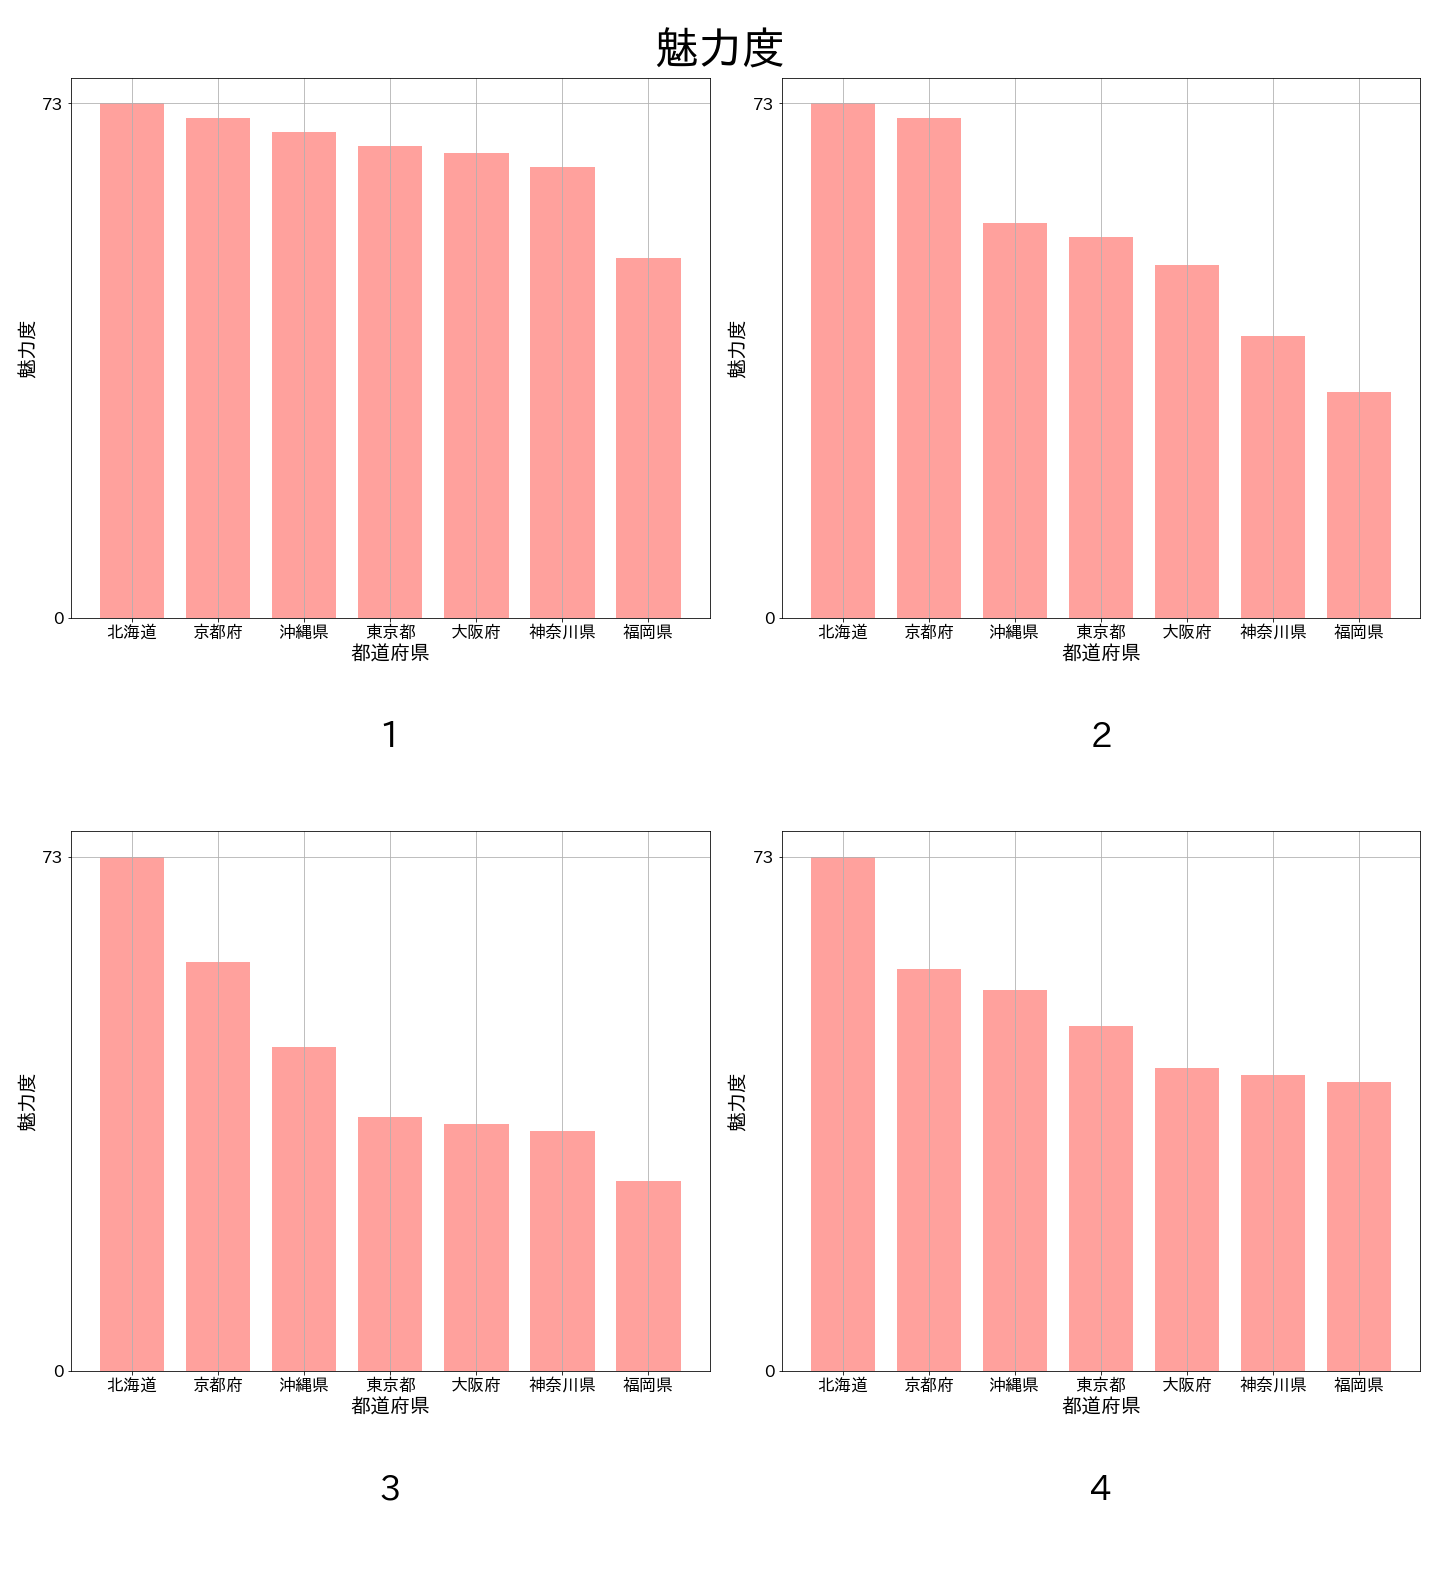 魅力度
73
0
魅力度
北海道 京都府 沖縄県 東京都 大阪府 神奈川県 福岡県
都道府県
1
73
0
魅力度
北海道 京都府 沖縄県 東京都 大阪府 神奈川県 福岡県
都道府県
2
73
0
魅力度
北海道 京都府 沖縄県 東京都 大阪府 神奈川県 福岡県
都道府県
3
73
0
魅力度
北海道 京都府 沖縄県 東京都 大阪府 神奈川県 福岡県
都道府県
4